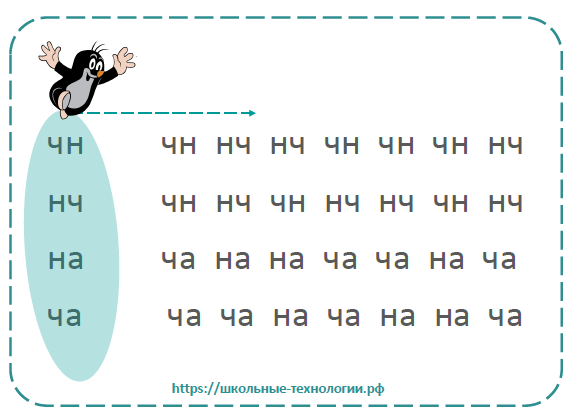 чн чн нч нч чн чн чн нч
нч чн нч чн нч нч чн нч
на ча на на ча ча на ча
ча ча ча на ча на на ча
https://школьные-технологии.рф